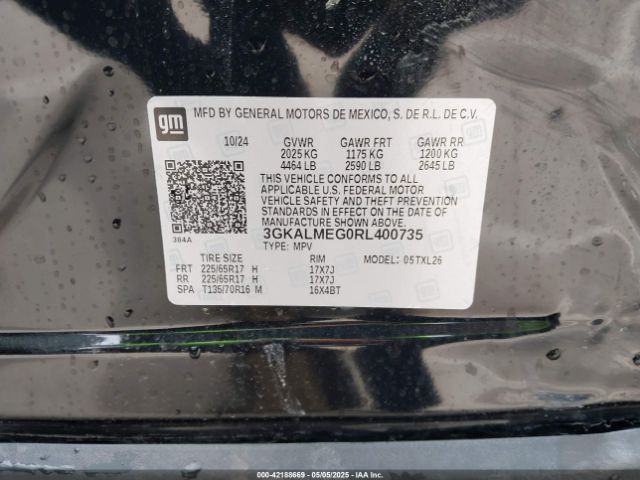 gm MFD BY GENERAL MOTORS DE MEXICO, S. DE R.L. DE C.V.
10/24 GVWR GAWR FRT GAWR RR
2025 KG 1175 KG 1200 KG
4464 LB 2590 LB 2645 LB
THIS VEHICLE CONFORMS TO ALL
APPLICABLE U.S. FEDERAL MOTOR
VEHICLE SAFETY AND THEFT PREVENTION
STANDARDS IN EFFECT ON THE DATE OF
MANUFACTURE SHOWN ABOVE.
384A 3GKALMEG0RL400735
TYPE: MPV
TIRE SIZE RIM MODEL: 05TXL26
FRT 225/65R17 H 17X7J
RR 225/65R17 H 17X7J
SPA T135/70R16 M 16X4BT
© IAA - 42188669 - 05/05/2025 - IAAI.COM